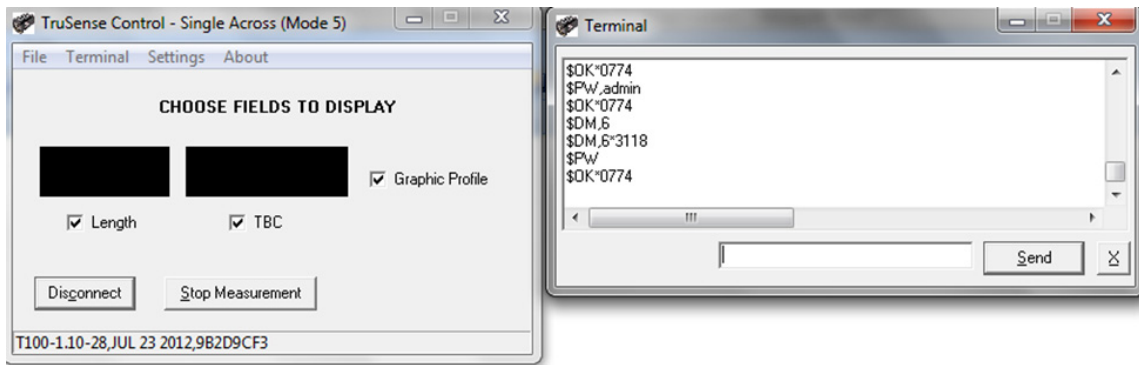 TruSense Control - Single Across (Mode 5)
File Terminal Settings About
CHOOSE FIELDS TO DISPLAY
Graphic Profile
Length TBC
Disconnect Stop Measurement
T100-1.10-28,JUL 23 2012,9B2D9CF3
Terminal
$OK*0774
$PW,admin
$OK*0774
$DM,6
$DM,6*3118
$PW
$OK*0774
Send X